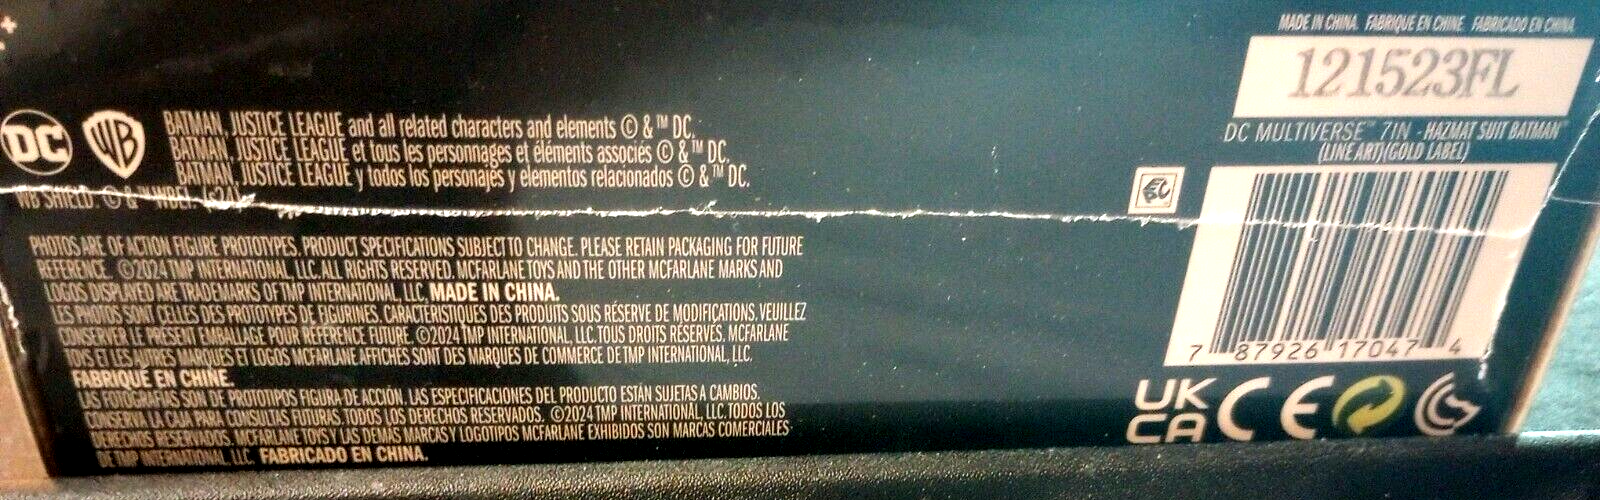 DC WB
BATMAN, JUSTICE LEAGUE and all related characters and elements © & ™ DC.
BATMAN, JUSTICE LEAGUE et tous les personnages et éléments associés © & ™ DC.
BATMAN, JUSTICE LEAGUE y todos los personajes y elementos relacionados © & ™ DC.
WB SHIELD: © & ™ WBEI. (s24)
PHOTOS ARE OF ACTION FIGURE PROTOTYPES. PRODUCT SPECIFICATIONS SUBJECT TO CHANGE. PLEASE RETAIN PACKAGING FOR FUTURE
REFERENCE. ©2024 TMP INTERNATIONAL, LLC. ALL RIGHTS RESERVED. MCFARLANE TOYS AND THE OTHER MCFARLANE MARKS AND
LOGOS DISPLAYED ARE TRADEMARKS OF TMP INTERNATIONAL, LLC. MADE IN CHINA.
LES PHOTOS SONT CELLES DES PROTOTYPES DE FIGURINES. CARACTERISTIQUES DES PRODUITS SOUS RÉSERVE DE MODIFICATIONS, VEUILLEZ
CONSERVER LE PRÉSENT EMBALLAGE POUR RÉFÉRENCE FUTURE. ©2024 TMP INTERNATIONAL, LLC. TOUS DROITS RÉSERVÉS. MCFARLANE
TOYS ET LES AUTRES MARQUES ET LOGOS MCFARLANE AFFICHÉS SONT DES MARQUES DE COMMERCE DE TMP INTERNATIONAL, LLC.
FABRIQUÉ EN CHINE.
LAS FOTOGRAFÍAS SON DE PROTOTIPOS FIGURA DE ACCIÓN. LAS ESPECIFICACIONES DEL PRODUCTO ESTÁN SUJETAS A CAMBIOS.
CONSERVA LA CAJA PARA CONSULTAS FUTURAS. TODOS LOS DERECHOS RESERVADOS. ©2024 TMP INTERNATIONAL, LLC. TODOS LOS
DERECHOS RESERVADOS. MCFARLANE TOYS Y LAS DEMAS MARCAS Y LOGOTIPOS MCFARLANE EXHIBIDOS SON MARCAS COMERCIALES
DE TMP INTERNATIONAL, LLC. FABRICADO EN CHINA.
MADE IN CHINA. FABRIQUÉ EN CHINE. FABRICADO EN CHINA.
121523FL
DC MULTIVERSE™ 7IN - HAZMAT SUIT BATMAN™
(LINE ART)(GOLD LABEL)
7 87926 17047 4
UK
CA CE